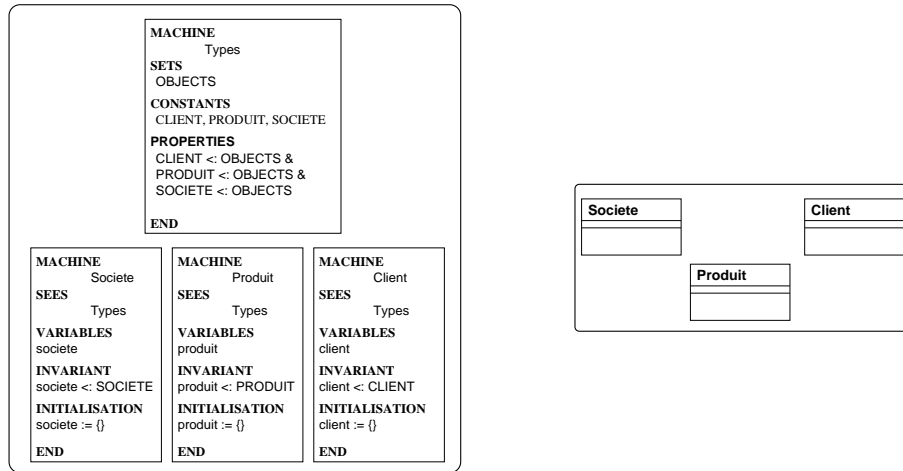 MACHINE
Types
SETS
OBJECTS
CONSTANTS
CLIENT, PRODUIT, SOCIETE
PROPERTIES
CLIENT <: OBJECTS &
PRODUIT <: OBJECTS &
SOCIETE <: OBJECTS
END
MACHINE
Societe
SEES
Types
VARIABLES
societe
INVARIANT
societe <: SOCIETE
INITIALISATION
societe := {}
END
MACHINE
Produit
SEES
Types
VARIABLES
produit
INVARIANT
produit <: PRODUIT
INITIALISATION
produit := {}
END
MACHINE
Client
SEES
Types
VARIABLES
client
INVARIANT
client <: CLIENT
INITIALISATION
client := {}
END
Societe
Client
Produit